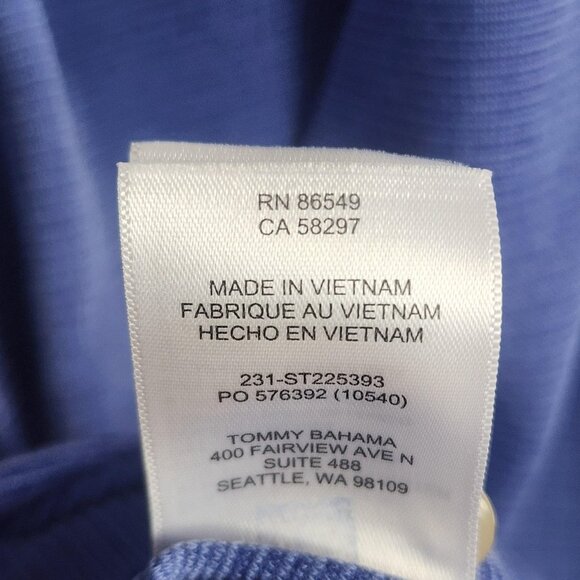 RN 86549
CA 58297
MADE IN VIETNAM
FABRIQUE AU VIETNAM
HECHO EN VIETNAM
231-ST225393
PO 576392 (10540)
TOMMY BAHAMA
400 FAIRVIEW AVE N
SUITE 488
SEATTLE, WA 98109